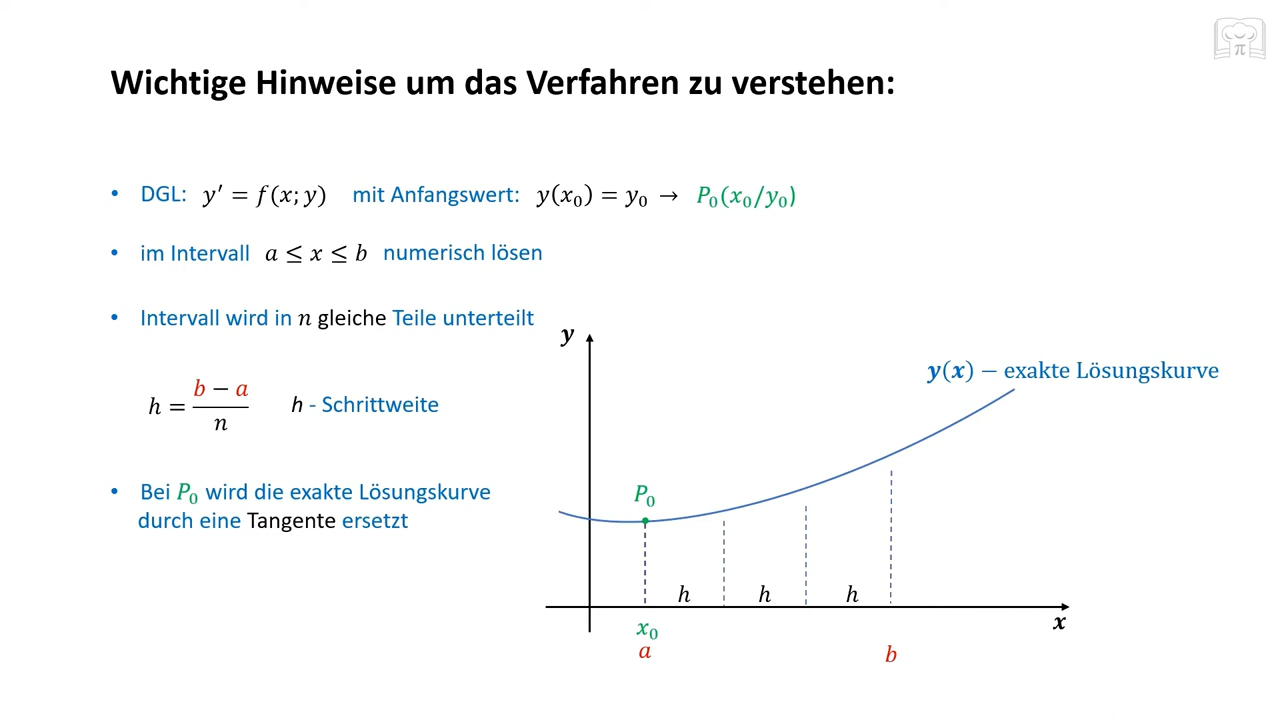 Wichtige Hinweise um das Verfahren zu verstehen:
• DGL: y′ = f(x; y) mit Anfangswert: y(x₀) = y₀ → P₀(x₀/y₀)
• im Intervall a ≤ x ≤ b numerisch lösen
• Intervall wird in n gleiche Teile unterteilt
h = (b − a)/n h - Schrittweite
• Bei P₀ wird die exakte Lösungskurve
durch eine Tangente ersetzt
y
y(x) − exakte Lösungskurve
P₀
h h h
x₀ x
a b
π